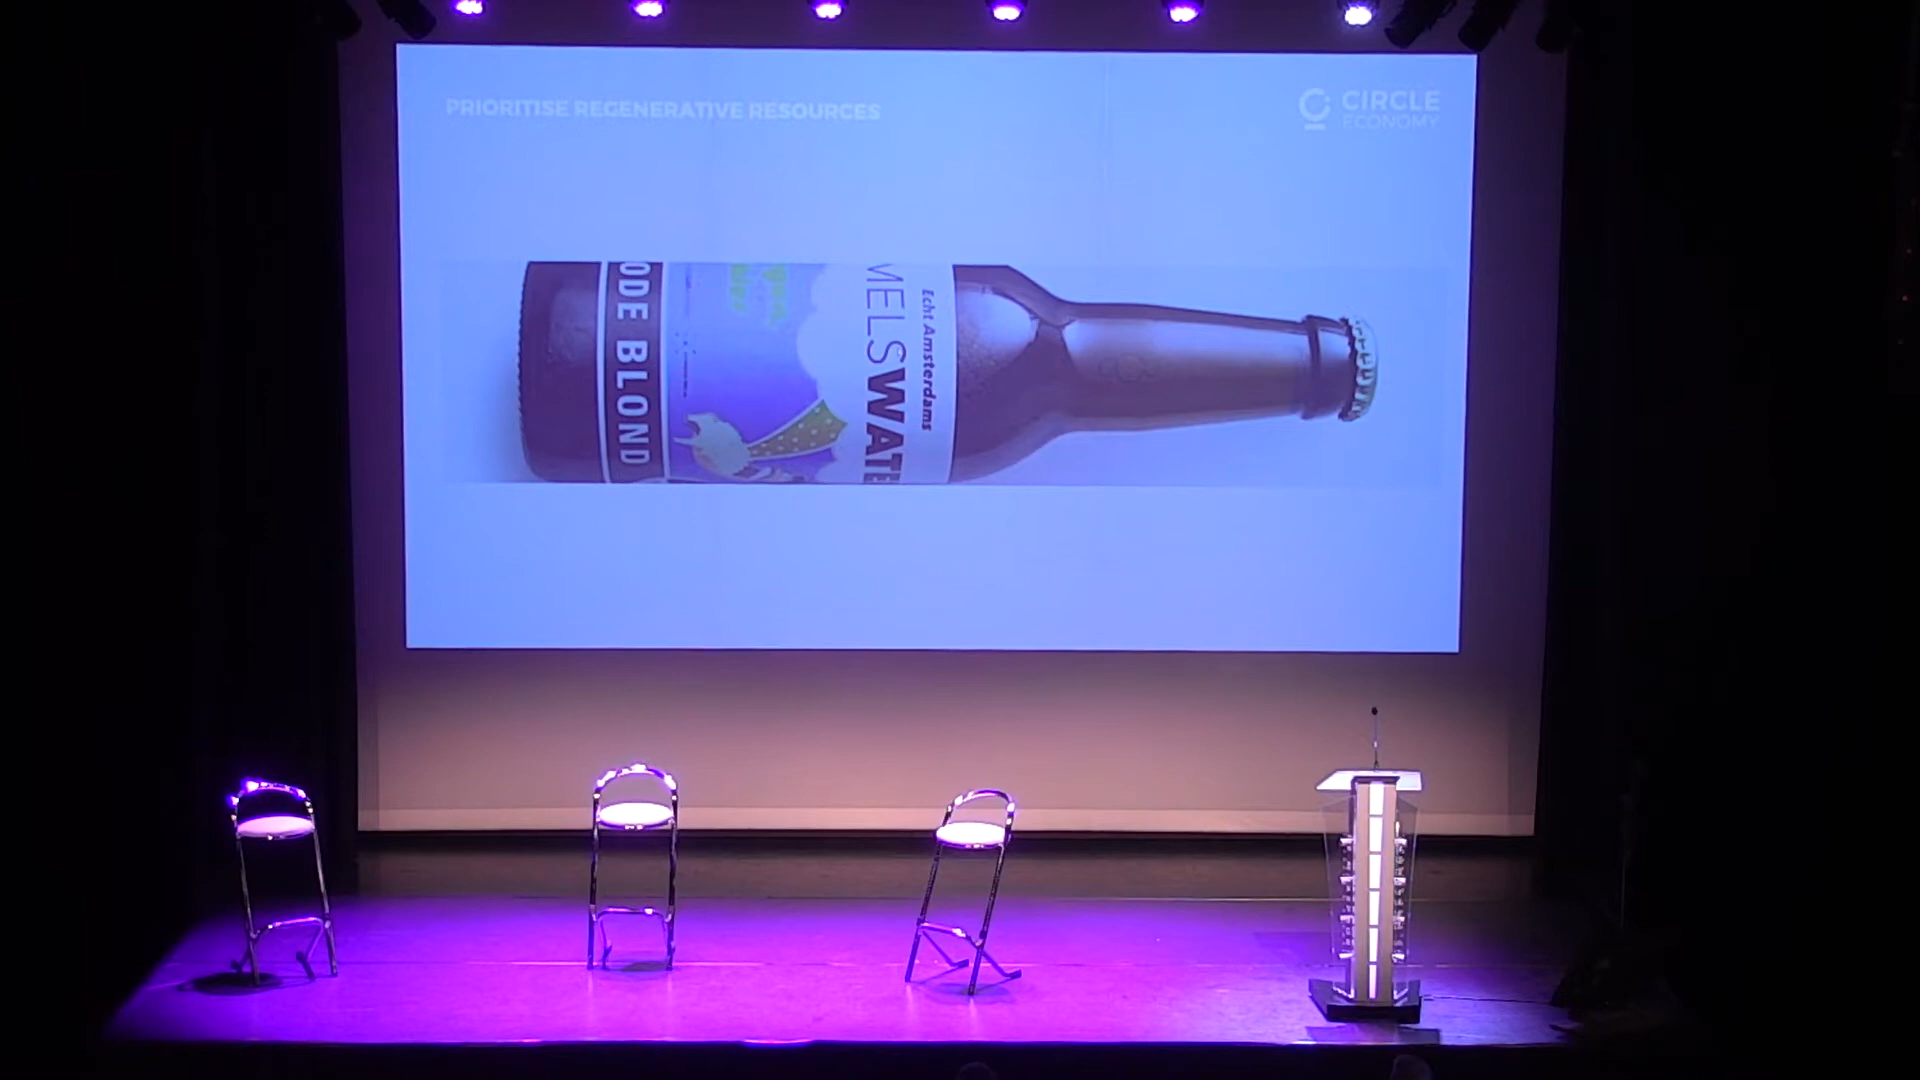 PRIORITISE REGENERATIVE RESOURCES
CIRCLE
ECONOMY
ODE BLOND
MELSWATE
Echt Amsterdams